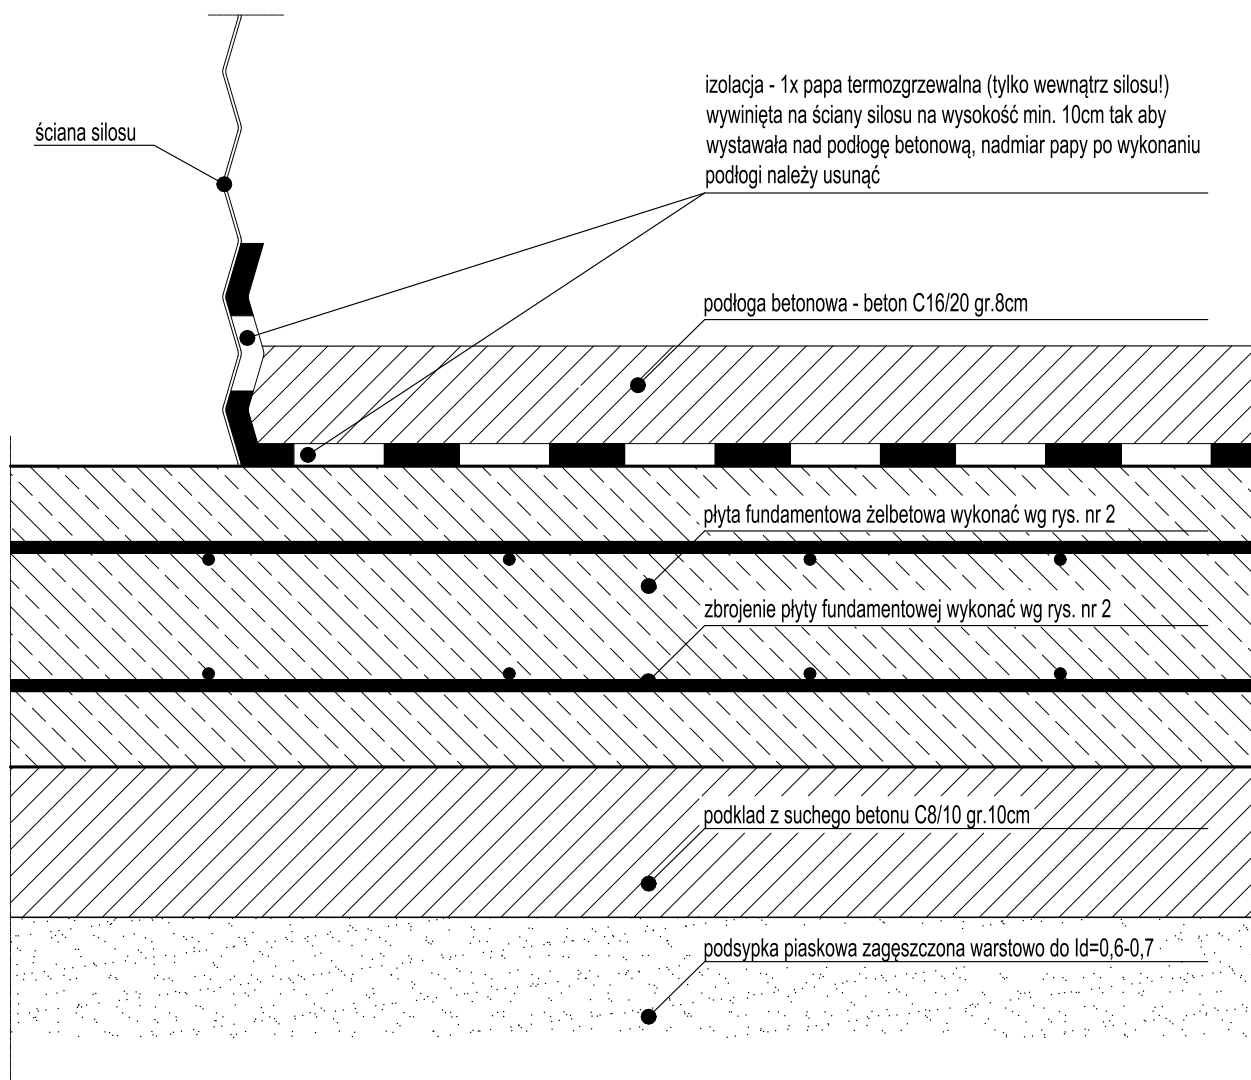 izolacja - 1x papa termozgrzewalna (tylko wewnątrz silosu!)
wywinięta na ściany silosu na wysokość min. 10cm tak aby
wystawała nad podłogę betonową, nadmiar papy po wykonaniu
podłogi należy usunąć
ściana silosu
podłoga betonowa - beton C16/20 gr.8cm
płyta fundamentowa żelbetowa wykonać wg rys. nr 2
zbrojenie płyty fundamentowej wykonać wg rys. nr 2
podklad z suchego betonu C8/10 gr.10cm
podsypka piaskowa zagęszczona warstowo do Id=0,6-0,7